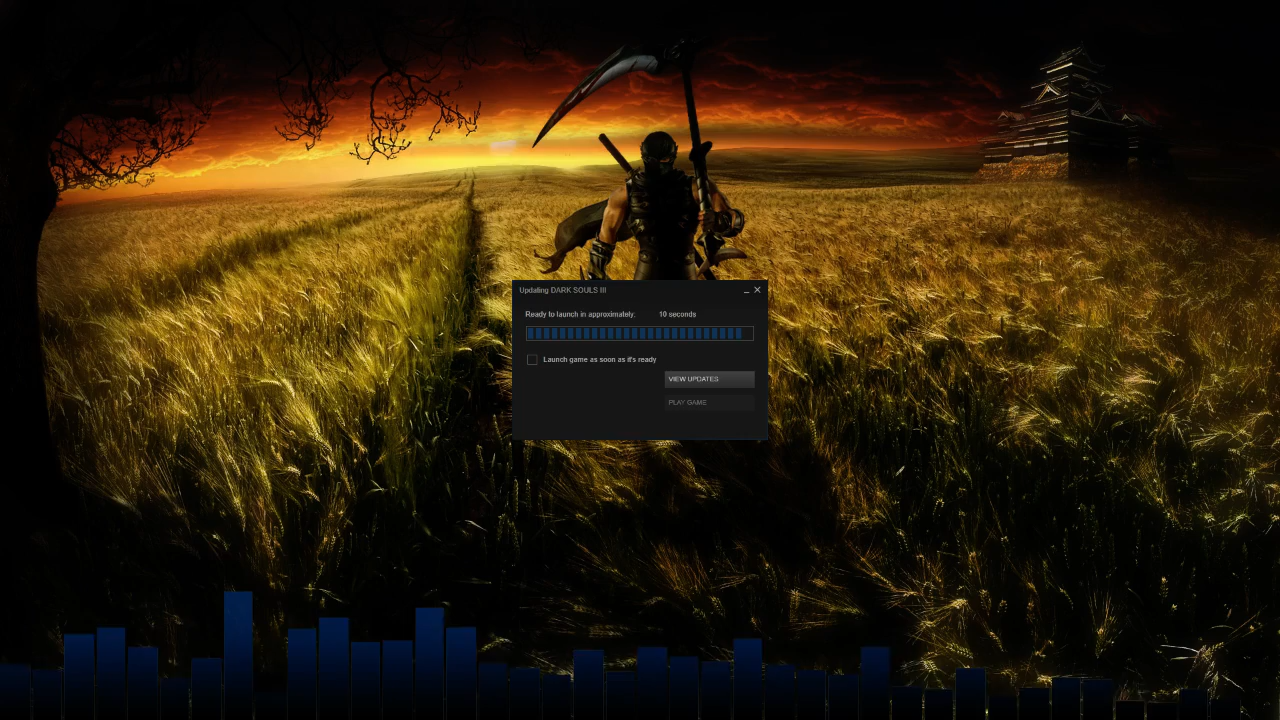 Updating DARK SOULS III
Ready to launch in approximately: 10 seconds
Launch game as soon as it's ready
VIEW UPDATES
PLAY GAME